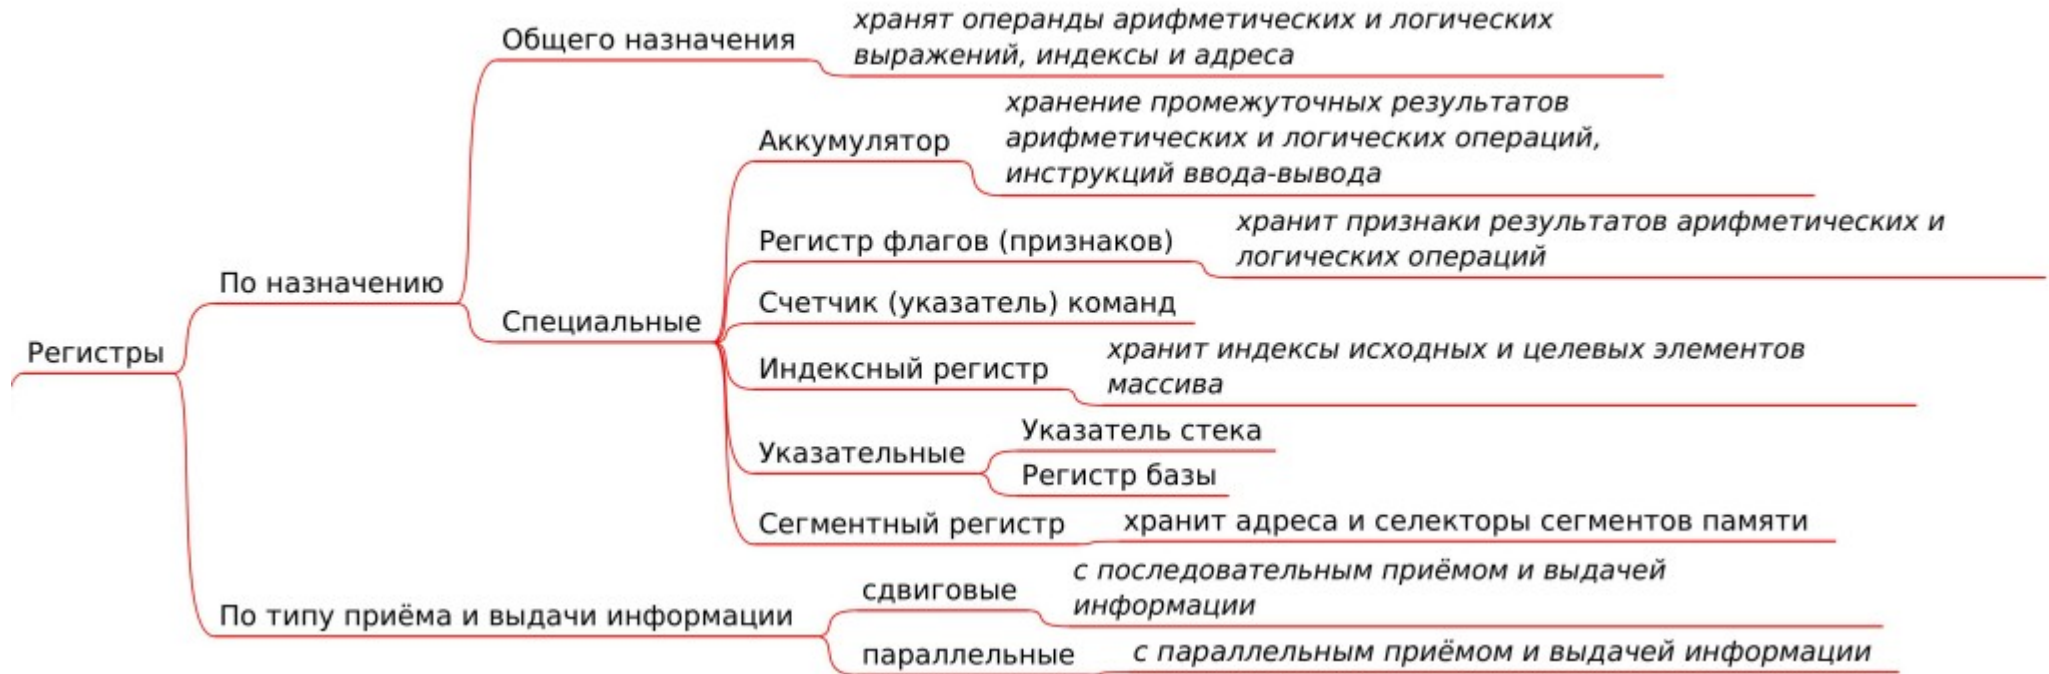 Общего назначения
хранят операнды арифметических и логических
выражений, индексы и адреса
Аккумулятор
хранение промежуточных результатов
арифметических и логических операций,
инструкций ввода-вывода
Регистр флагов (признаков)
хранит признаки результатов арифметических и
логических операций
По назначению
Специальные
Счетчик (указатель) команд
Регистры
Индексный регистр
хранит индексы исходных и целевых элементов
массива
Указательные
Указатель стека
Регистр базы
Сегментный регистр
хранит адреса и селекторы сегментов памяти
По типу приёма и выдачи информации
сдвиговые
с последовательным приёмом и выдачей
информации
параллельные
с параллельным приёмом и выдачей информации